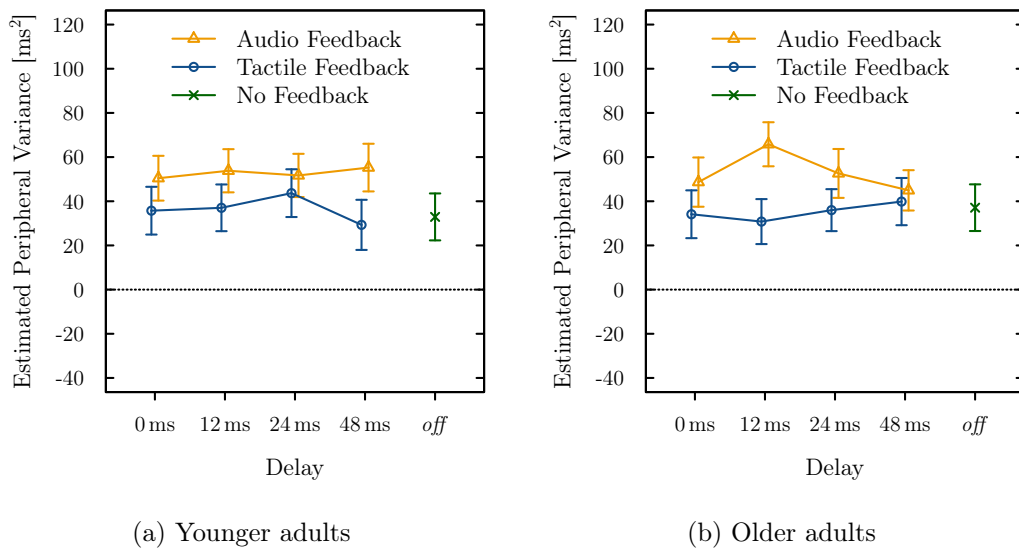 Estimated Peripheral Variance [ms²]
120
100
80
60
40
20
0
-20
-40
Audio Feedback
Tactile Feedback
No Feedback
0 ms 12 ms 24 ms 48 ms off
Delay
(a) Younger adults
Estimated Peripheral Variance [ms²]
120
100
80
60
40
20
0
-20
-40
Audio Feedback
Tactile Feedback
No Feedback
0 ms 12 ms 24 ms 48 ms off
Delay
(b) Older adults